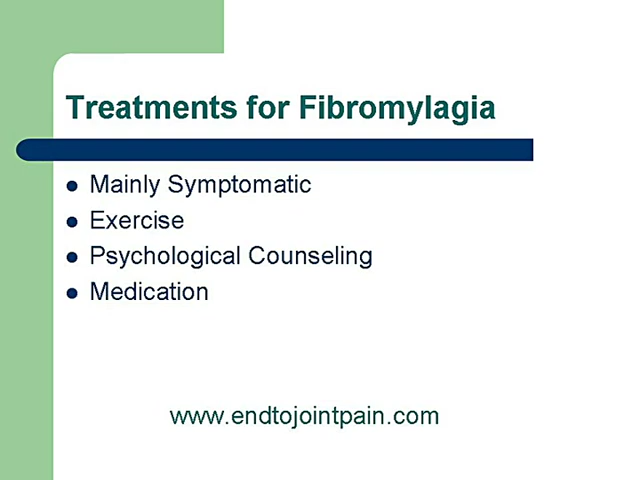 Treatments for Fibromylagia
Mainly Symptomatic
Exercise
Psychological Counseling
Medication
www.endtojointpain.com